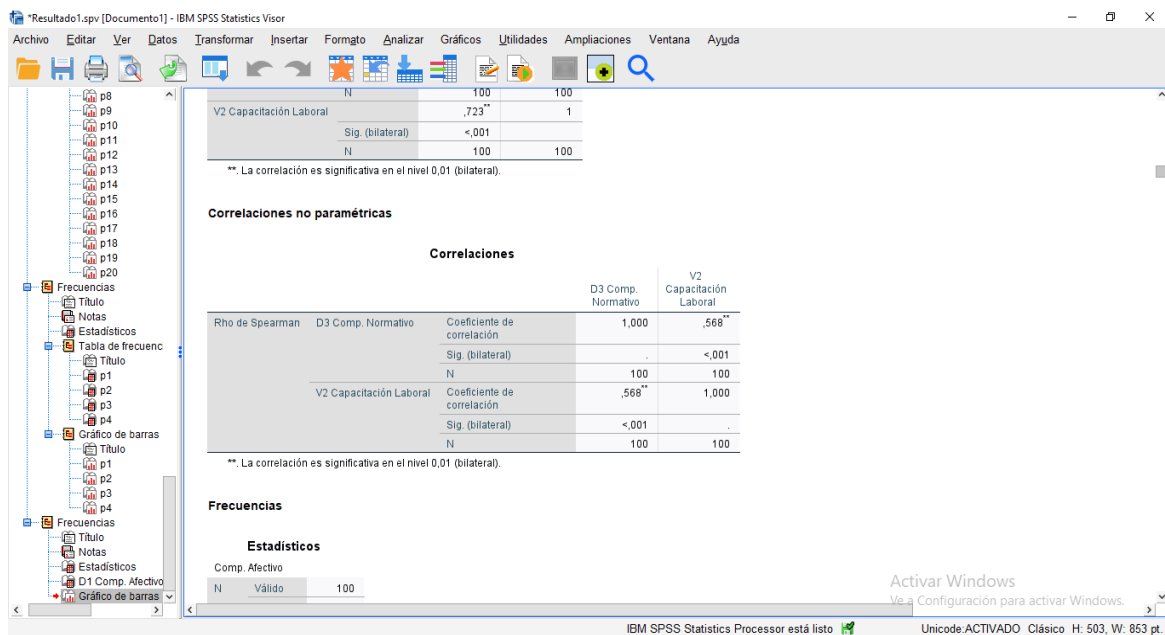 *Resultado1.spv [Documento1] - IBM SPSS Statistics Visor
Archivo Editar Ver Datos Transformar Insertar Formato Analizar Gráficos Utilidades Ampliaciones Ventana Ayuda
p8
p9
p10
p11
p12
p13
p14
p15
p16
p17
p18
p19
p20
Frecuencias
Título
Notas
Estadísticos
Tabla de frecuenc
Título
p1
p2
p3
p4
Gráfico de barras
Título
p1
p2
p3
p4
Frecuencias
Título
Notas
Estadísticos
D1 Comp. Afectivo
Gráfico de barras
N 100 100
V2 Capacitación Laboral ,723** 1
Sig. (bilateral) <,001
N 100 100
**. La correlación es significativa en el nivel 0,01 (bilateral).
Correlaciones no paramétricas
Correlaciones
D3 Comp. Normativo V2 Capacitación Laboral
Rho de Spearman D3 Comp. Normativo Coeficiente de correlación 1,000 ,568**
Sig. (bilateral) . <,001
N 100 100
V2 Capacitación Laboral Coeficiente de correlación ,568** 1,000
Sig. (bilateral) <,001 .
N 100 100
**. La correlación es significativa en el nivel 0,01 (bilateral).
Frecuencias
Estadísticos
Comp. Afectivo
N Válido 100
Activar Windows
Ve a Configuración para activar Windows.
IBM SPSS Statistics Processor está listo Unicode:ACTIVADO Clásico H: 503, W: 853 pt.